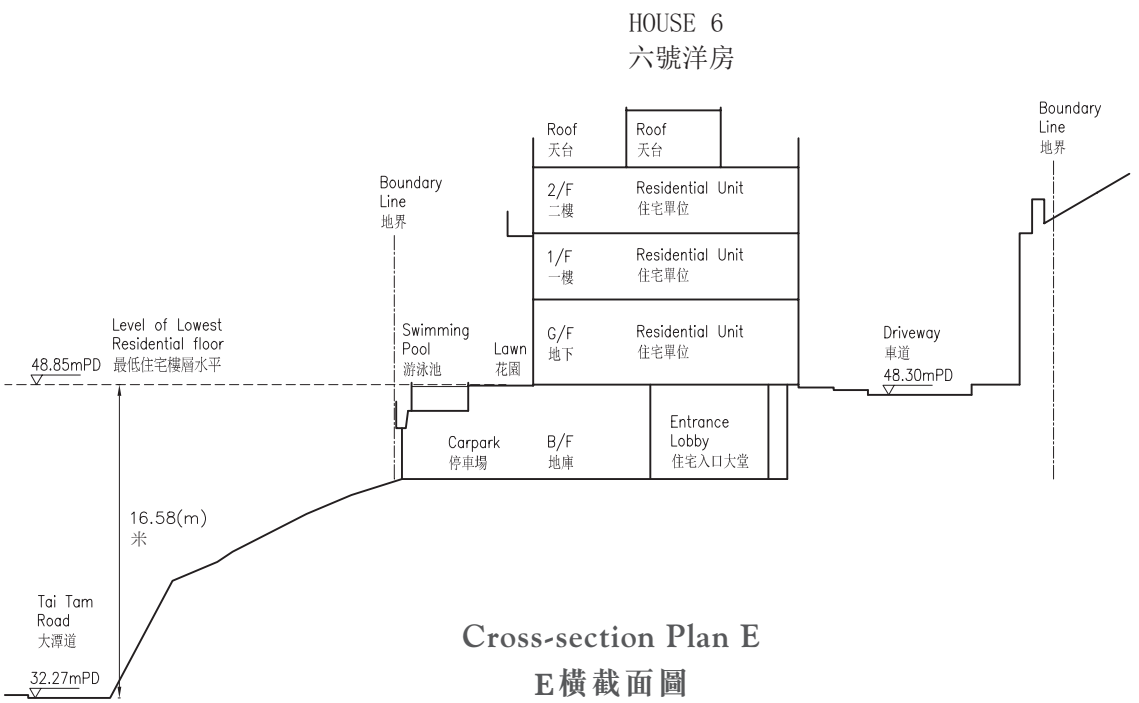 HOUSE 6
六號洋房
Boundary
Line
地界
Roof
天台
Roof
天台
Boundary
Line
地界
2/F
二樓
Residential Unit
住宅單位
1/F
一樓
Residential Unit
住宅單位
Level of Lowest
Residential floor
最低住宅樓層水平
48.85mPD
Swimming
Pool
游泳池
Lawn
花園
G/F
地下
Residential Unit
住宅單位
Driveway
車道
48.30mPD
Carpark
停車場
B/F
地庫
Entrance
Lobby
住宅入口大堂
16.58(m)
米
Tai Tam
Road
大潭道
32.27mPD
Cross-section Plan E
E橫截面圖